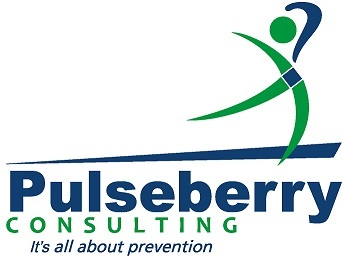 Pulseberry
CONSULTING
It's all about prevention